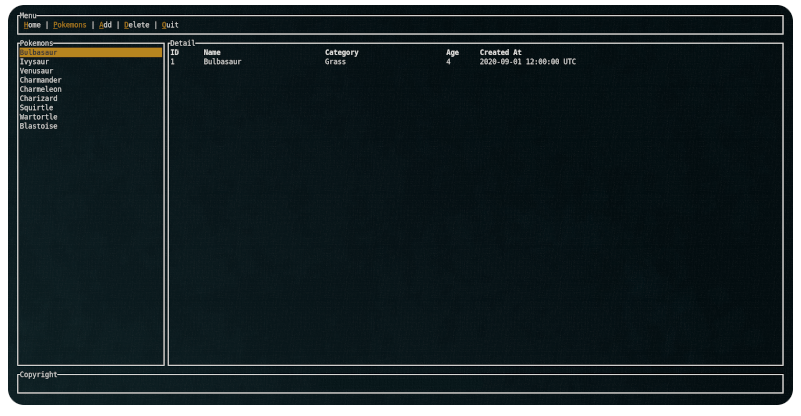 Menu
Home | Pokemons | Add | Delete | Quit
Pokemons
Bulbasaur
Ivysaur
Venusaur
Charmander
Charmeleon
Charizard
Squirtle
Wartortle
Blastoise
Detail
ID Name Category Age Created At
1 Bulbasaur Grass 4 2020-09-01 12:00:00 UTC
Copyright